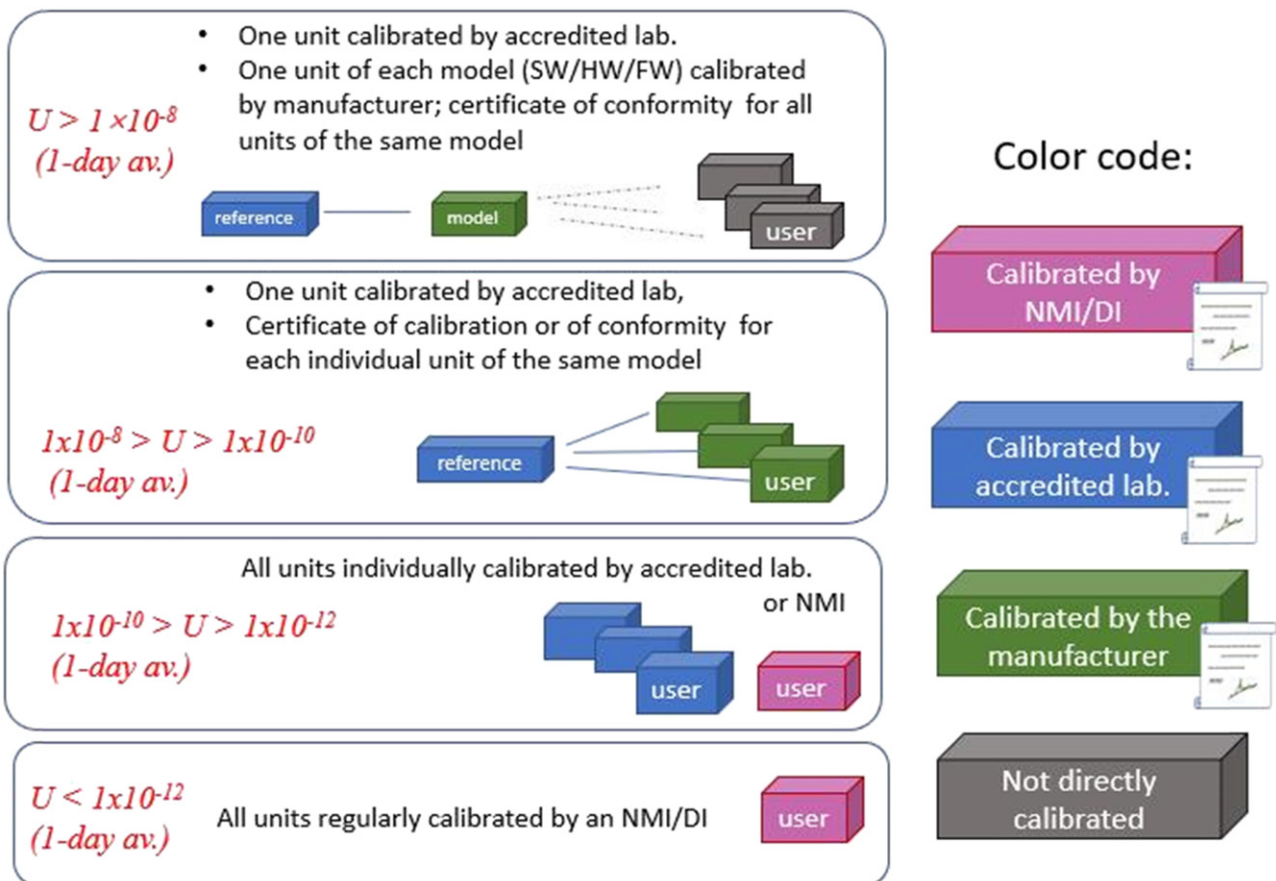 • One unit calibrated by accredited lab.
• One unit of each model (SW/HW/FW) calibrated
by manufacturer; certificate of conformity for all
units of the same model
U > 1×10⁻⁸
(1-day av.)
reference
model
user
• One unit calibrated by accredited lab,
• Certificate of calibration or of conformity for
each individual unit of the same model
1x10⁻⁸ > U > 1x10⁻¹⁰
(1-day av.)
reference
user
All units individually calibrated by accredited lab.
or NMI
1x10⁻¹⁰ > U > 1x10⁻¹²
(1-day av.)
user
user
U < 1x10⁻¹²
(1-day av.)
All units regularly calibrated by an NMI/DI
user
Color code:
Calibrated by
NMI/DI
Calibrated by
accredited lab.
Calibrated by the
manufacturer
Not directly
calibrated